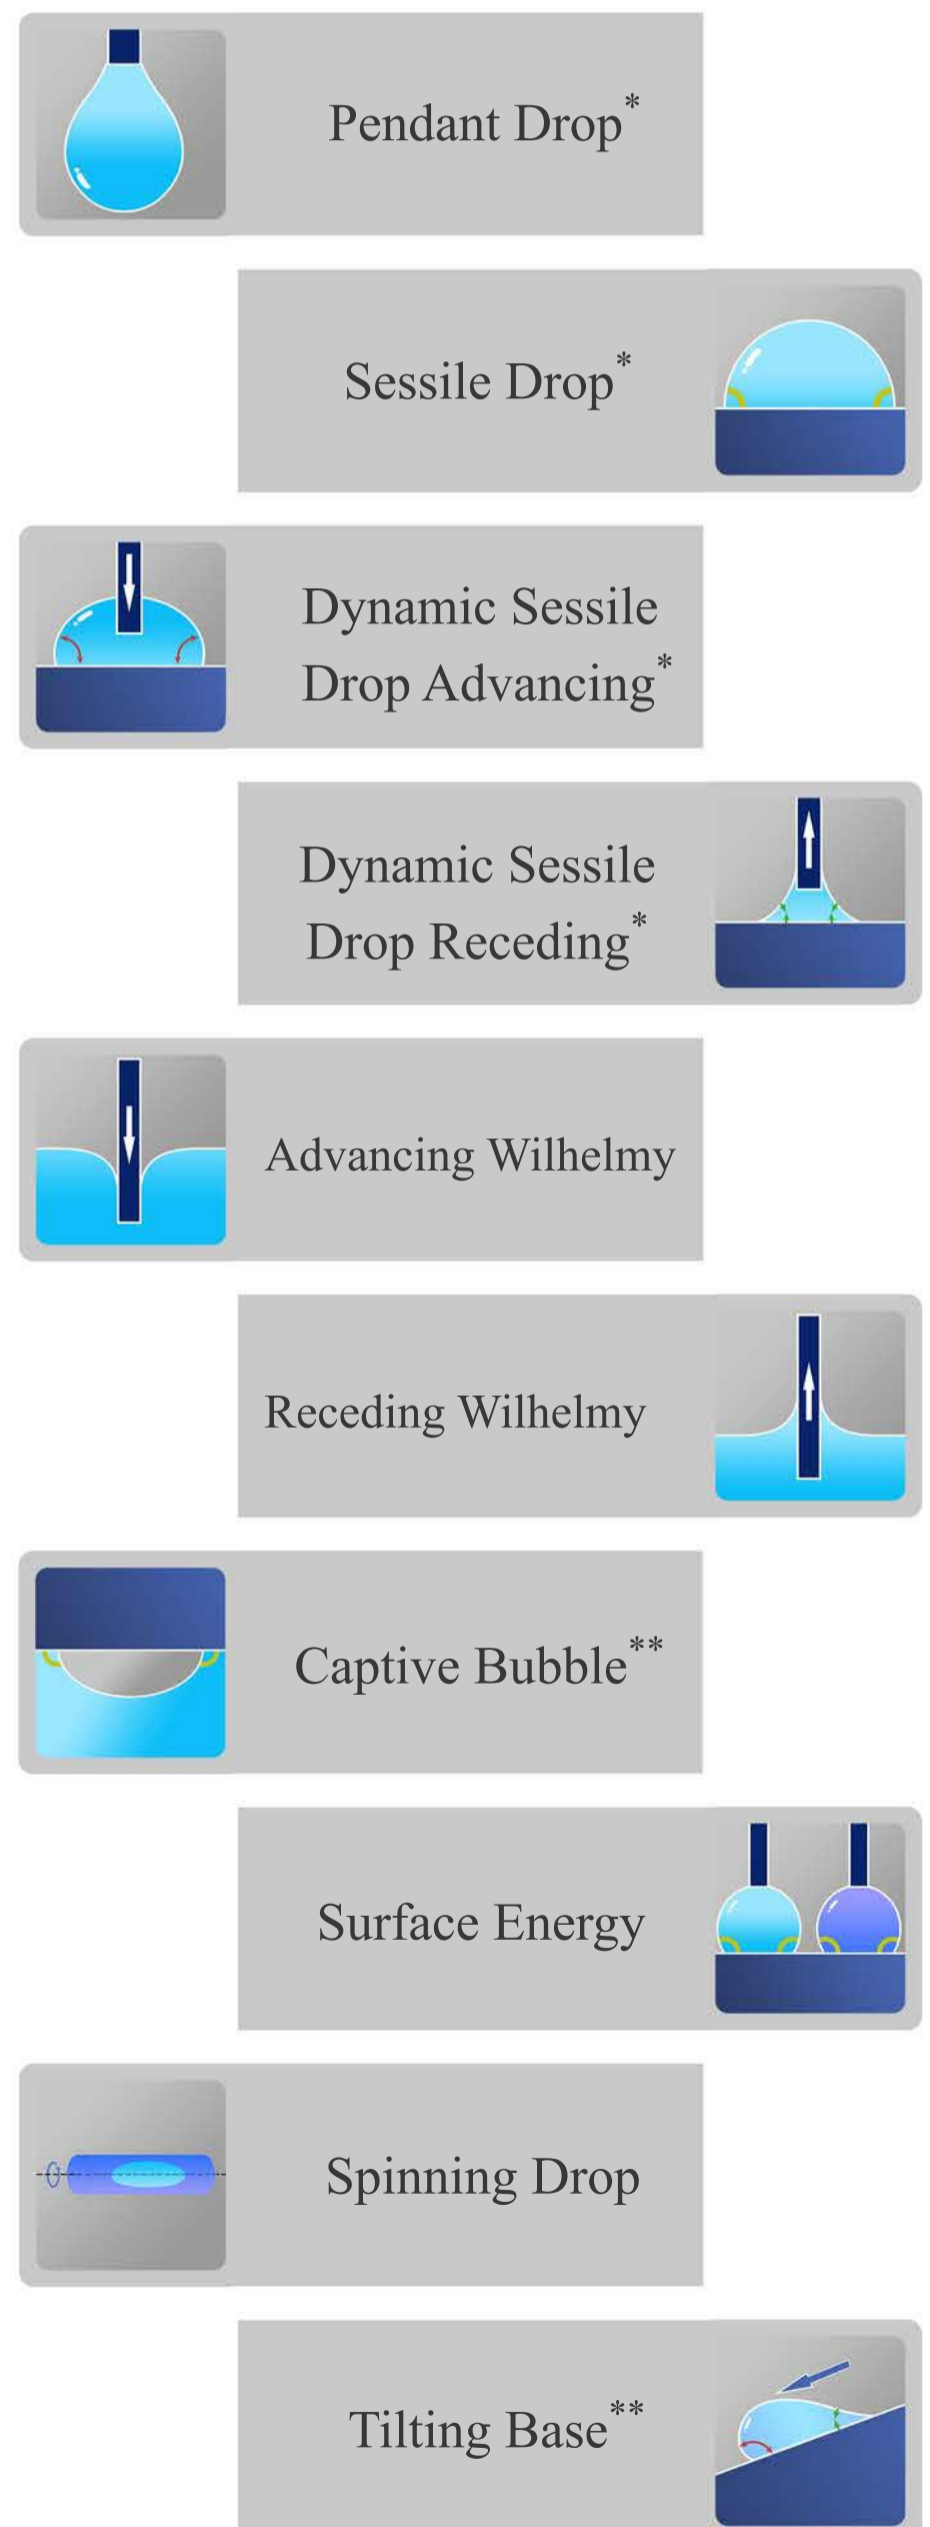 Pendant Drop*
Sessile Drop*
Dynamic Sessile
Drop Advancing*
Dynamic Sessile
Drop Receding*
Advancing Wilhelmy
Receding Wilhelmy
Captive Bubble**
Surface Energy
Spinning Drop
Tilting Base**